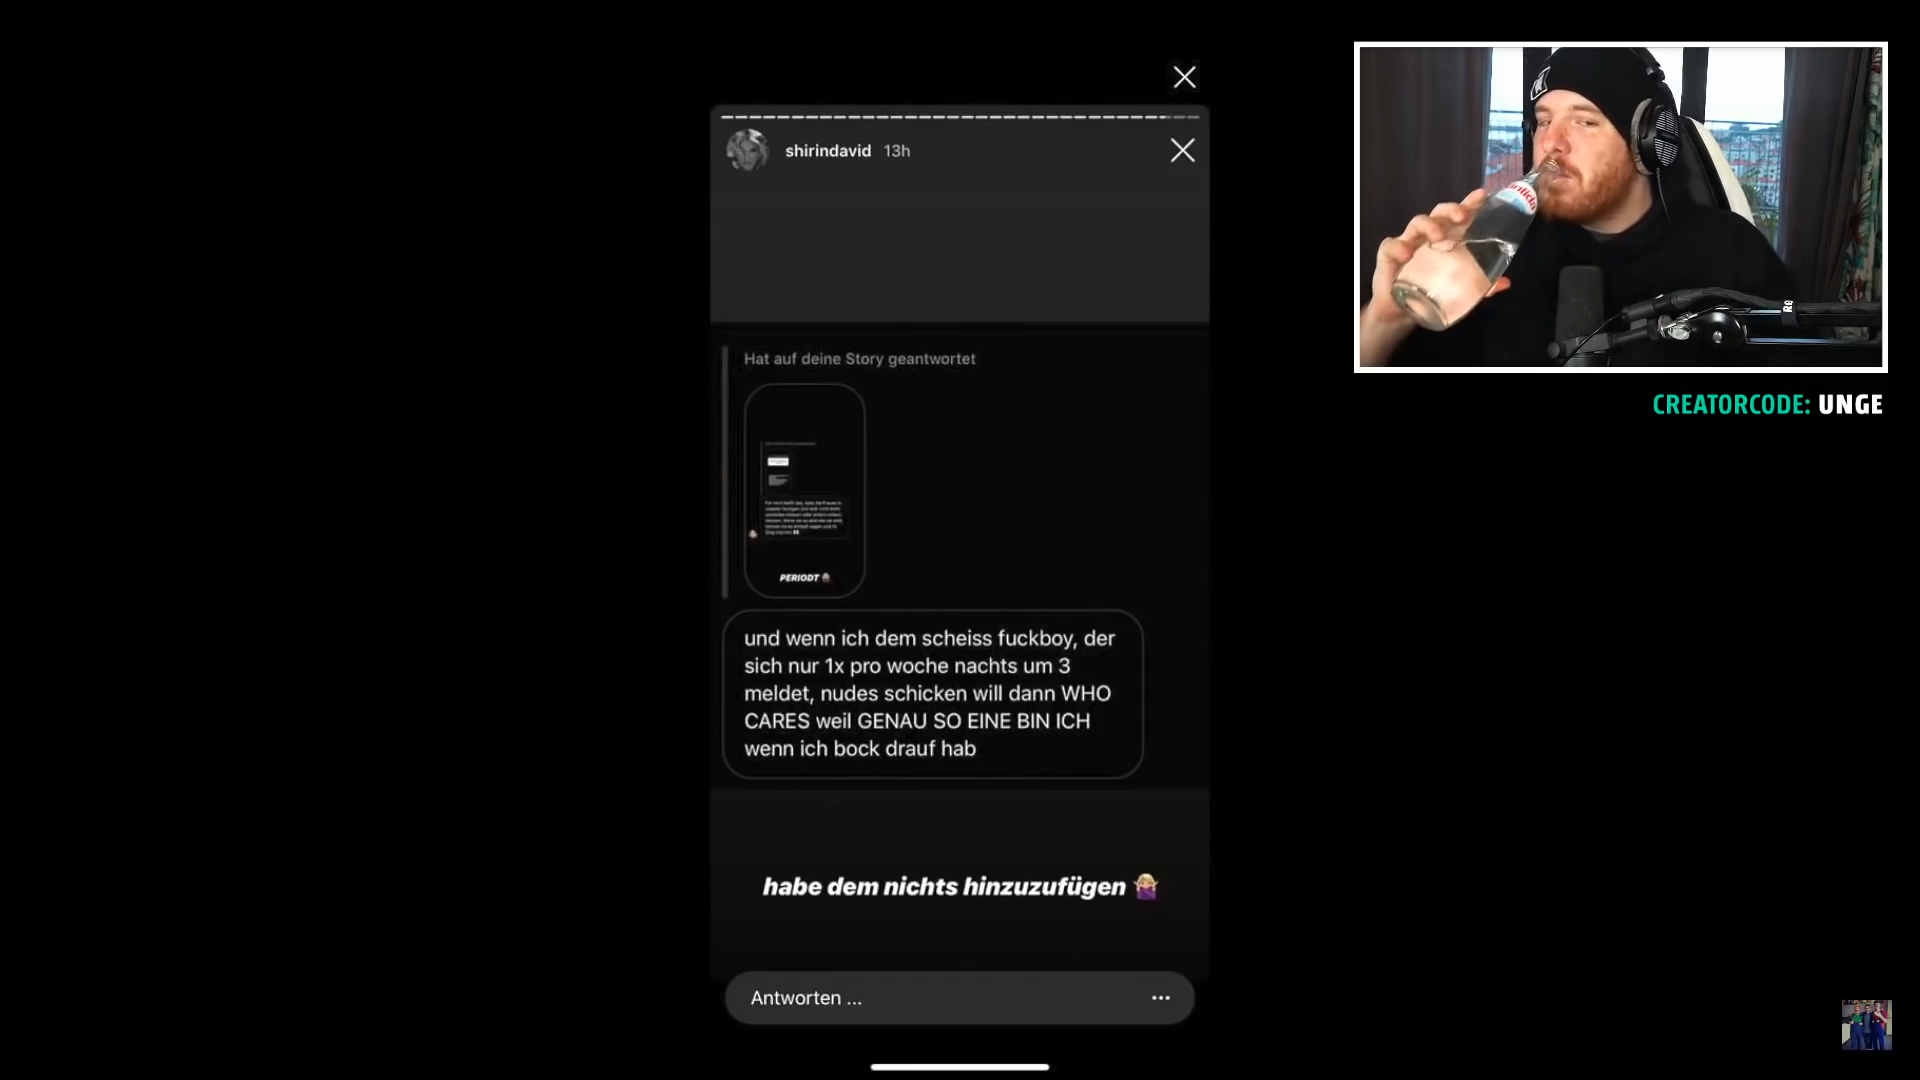 shirindavid 13h
Hat auf deine Story geantwortet
PERIODT
und wenn ich dem scheiss fuckboy, der
sich nur 1x pro woche nachts um 3
meldet, nudes schicken will dann WHO
CARES weil GENAU SO EINE BIN ICH
wenn ich bock drauf hab
habe dem nichts hinzuzufügen 🤷🏼‍♀️
Antworten ...
CREATORCODE: UNGE